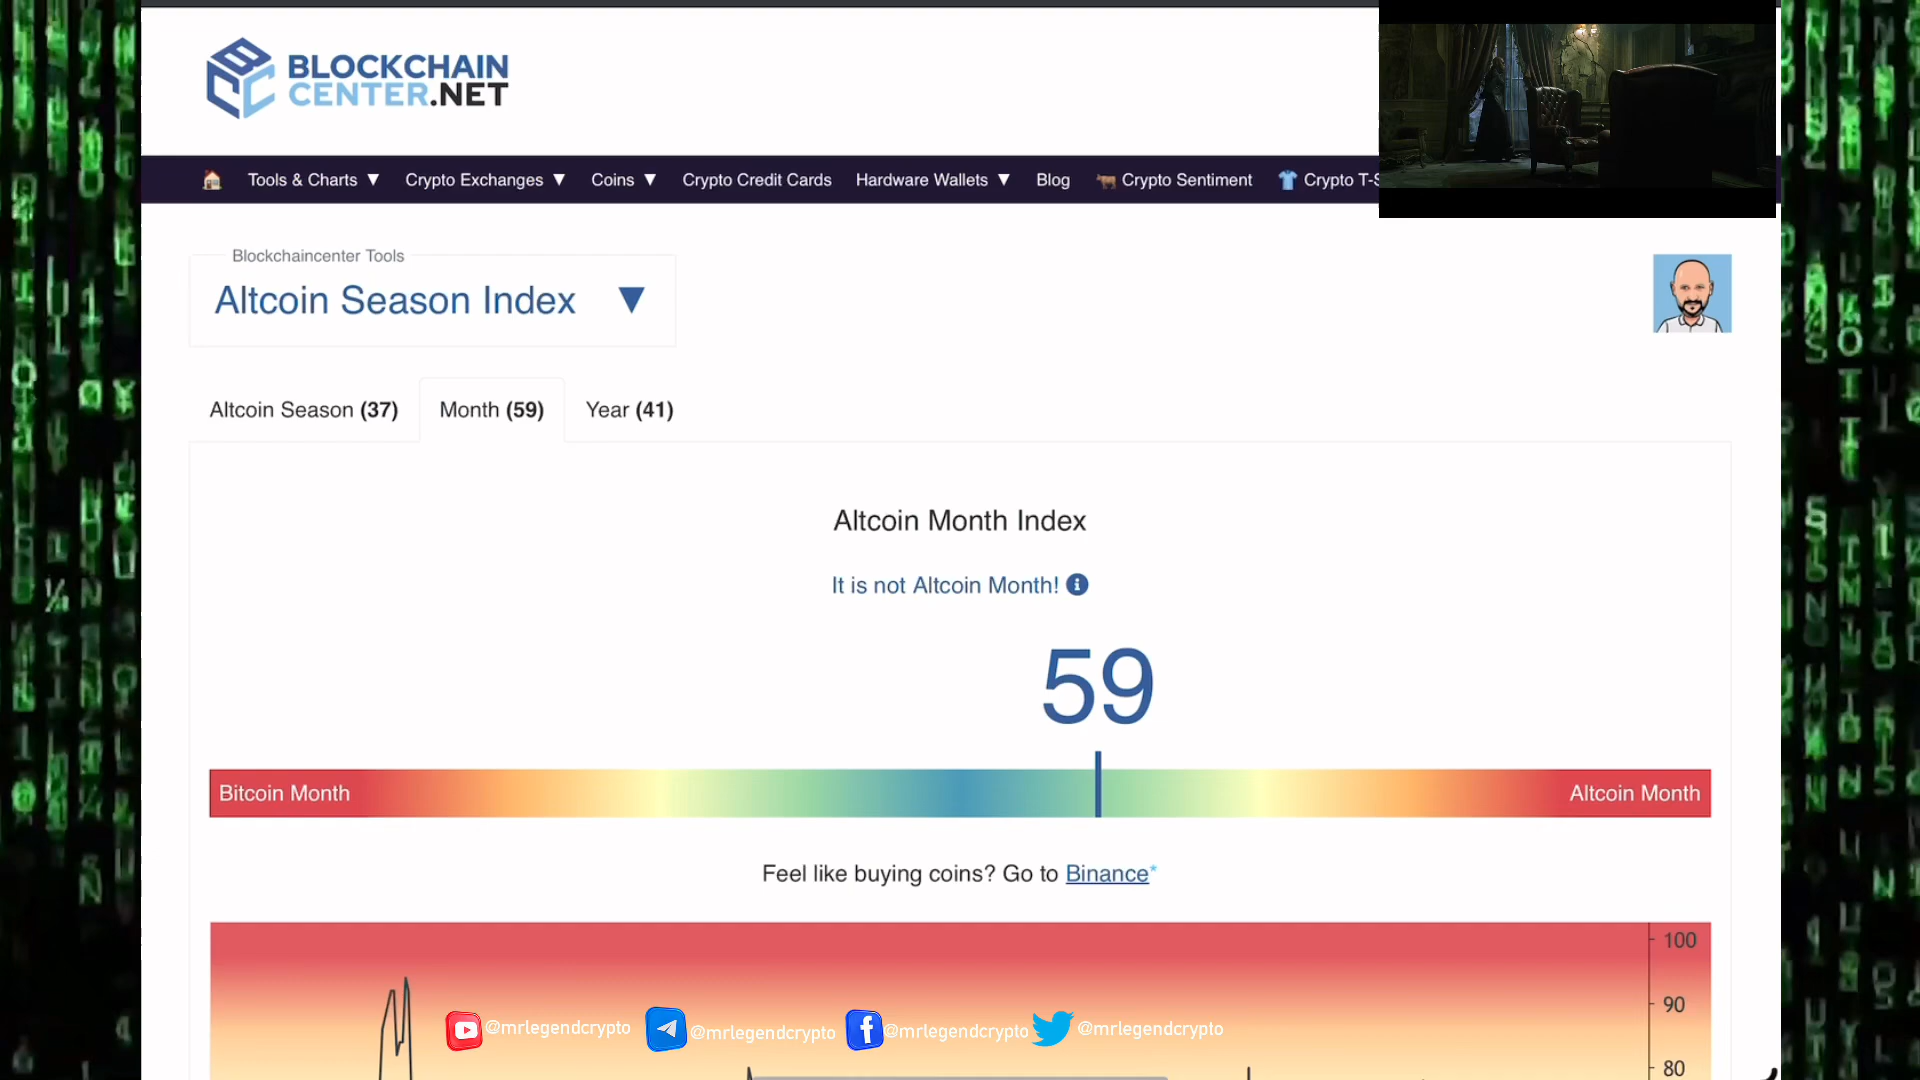 BLOCKCHAIN
CENTER.NET
Tools & Charts ▼ Crypto Exchanges ▼ Coins ▼ Crypto Credit Cards Hardware Wallets ▼ Blog Crypto Sentiment Crypto T-S
Blockchaincenter Tools
Altcoin Season Index ▼
Altcoin Season (37) Month (59) Year (41)
Altcoin Month Index
It is not Altcoin Month!
59
Bitcoin Month Altcoin Month
Feel like buying coins? Go to Binance*
100
90
@mrlegendcrypto @mrlegendcrypto @mrlegendcrypto @mrlegendcrypto
80